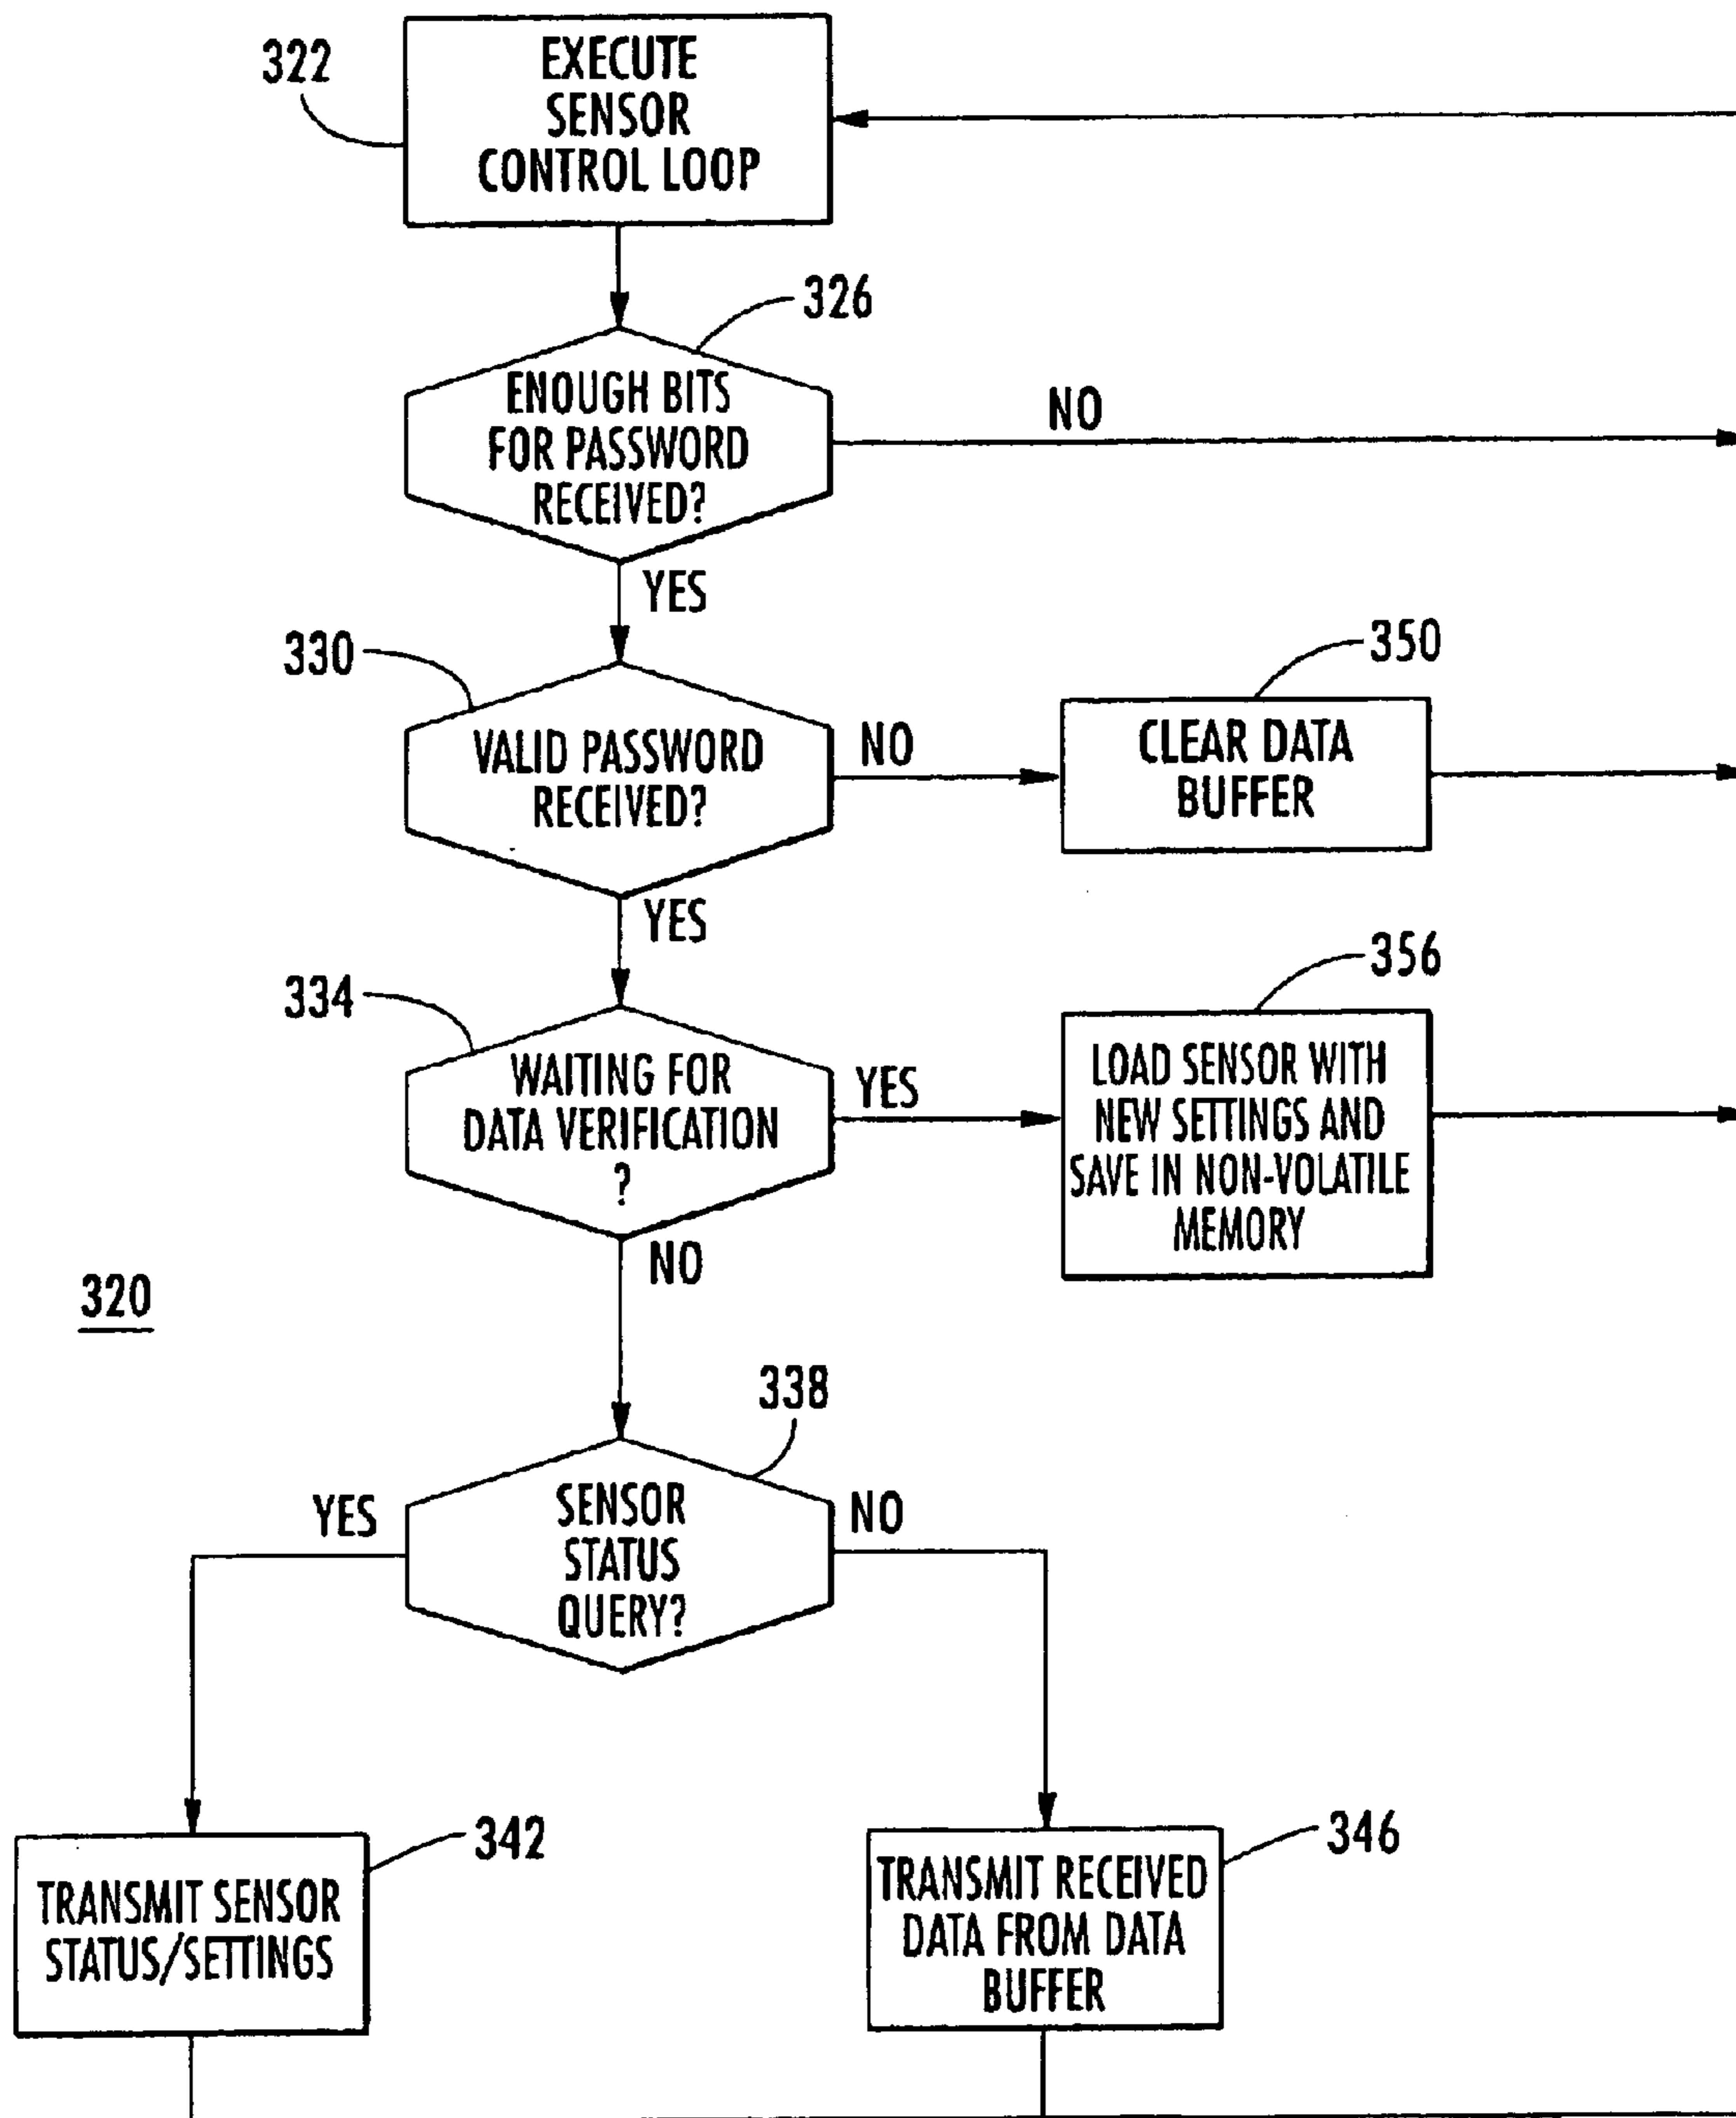 322
EXECUTE
SENSOR
CONTROL LOOP
326
ENOUGH BITS
FOR PASSWORD
RECEIVED?
NO
YES
330
VALID PASSWORD
RECEIVED?
NO
350
CLEAR DATA
BUFFER
YES
334
WAITING FOR
DATA VERIFICATION
?
YES
356
LOAD SENSOR WITH
NEW SETTINGS AND
SAVE IN NON-VOLATILE
MEMORY
NO
320
338
SENSOR
STATUS
QUERY?
YES
NO
342
TRANSMIT SENSOR
STATUS/SETTINGS
346
TRANSMIT RECEIVED
DATA FROM DATA
BUFFER